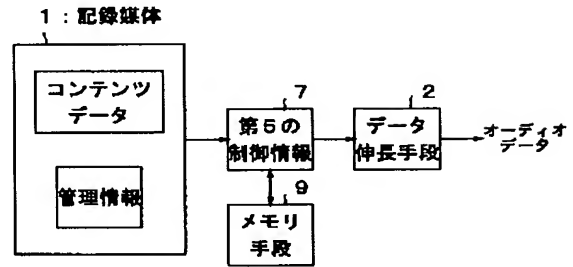 1：記録媒体
コンテンツ
データ
管理情報
7
第5の
制御情報
9
メモリ
手段
2
データ
伸長手段
オーディオ
データ